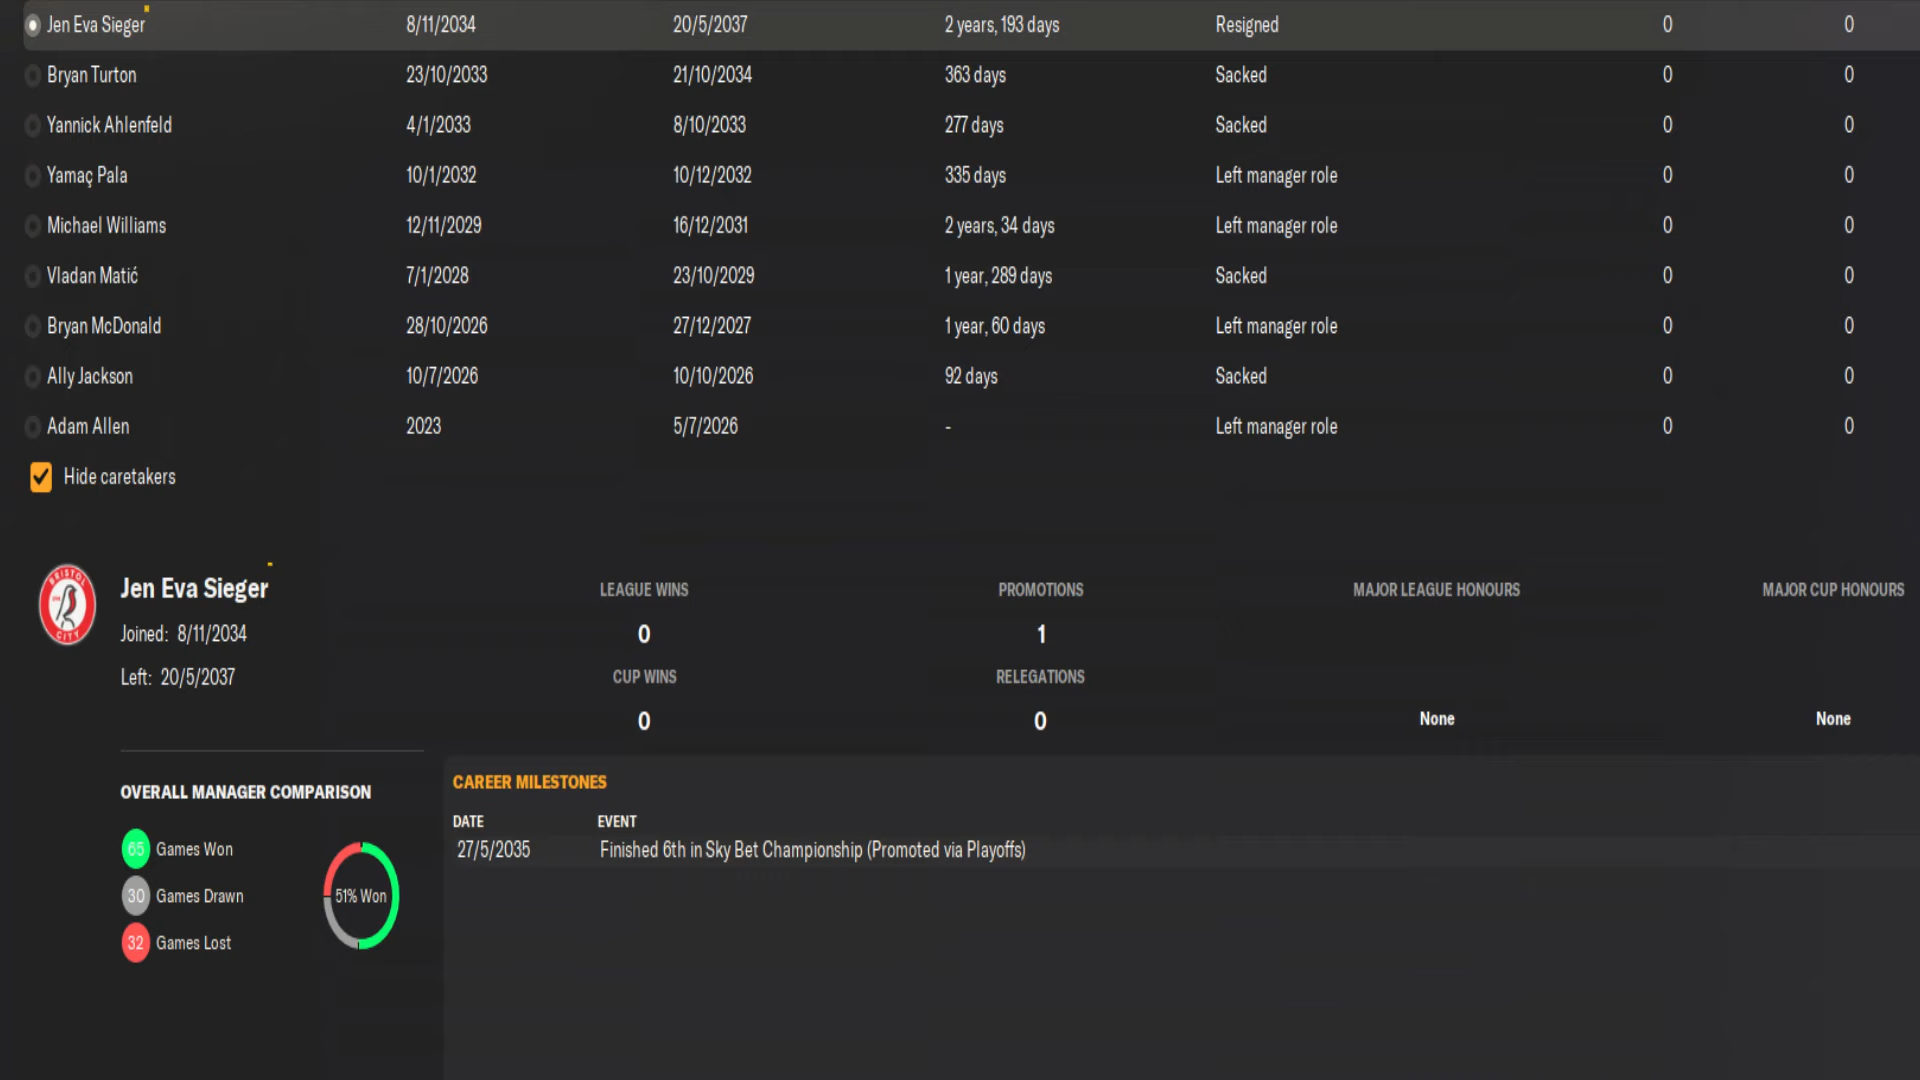 Jen Eva Sieger 8/11/2034 20/5/2037 2 years, 193 days Resigned 0 0
Bryan Turton 23/10/2033 21/10/2034 363 days Sacked 0 0
Yannick Ahlenfeld 4/1/2033 8/10/2033 277 days Sacked 0 0
Yamaç Pala 10/1/2032 10/12/2032 335 days Left manager role 0 0
Michael Williams 12/11/2029 16/12/2031 2 years, 34 days Left manager role 0 0
Vladan Matić 7/1/2028 23/10/2029 1 year, 289 days Sacked 0 0
Bryan McDonald 28/10/2026 27/12/2027 1 year, 60 days Left manager role 0 0
Ally Jackson 10/7/2026 10/10/2026 92 days Sacked 0 0
Adam Allen 2023 5/7/2026 - Left manager role 0 0
Hide caretakers
BRISTOL CITY
Jen Eva Sieger
Joined: 8/11/2034
Left: 20/5/2037
LEAGUE WINS PROMOTIONS MAJOR LEAGUE HONOURS MAJOR CUP HONOURS
0 1
CUP WINS RELEGATIONS
0 0 None None
OVERALL MANAGER COMPARISON
65 Games Won
30 Games Drawn
32 Games Lost
51% Won
CAREER MILESTONES
DATE EVENT
27/5/2035 Finished 6th in Sky Bet Championship (Promoted via Playoffs)